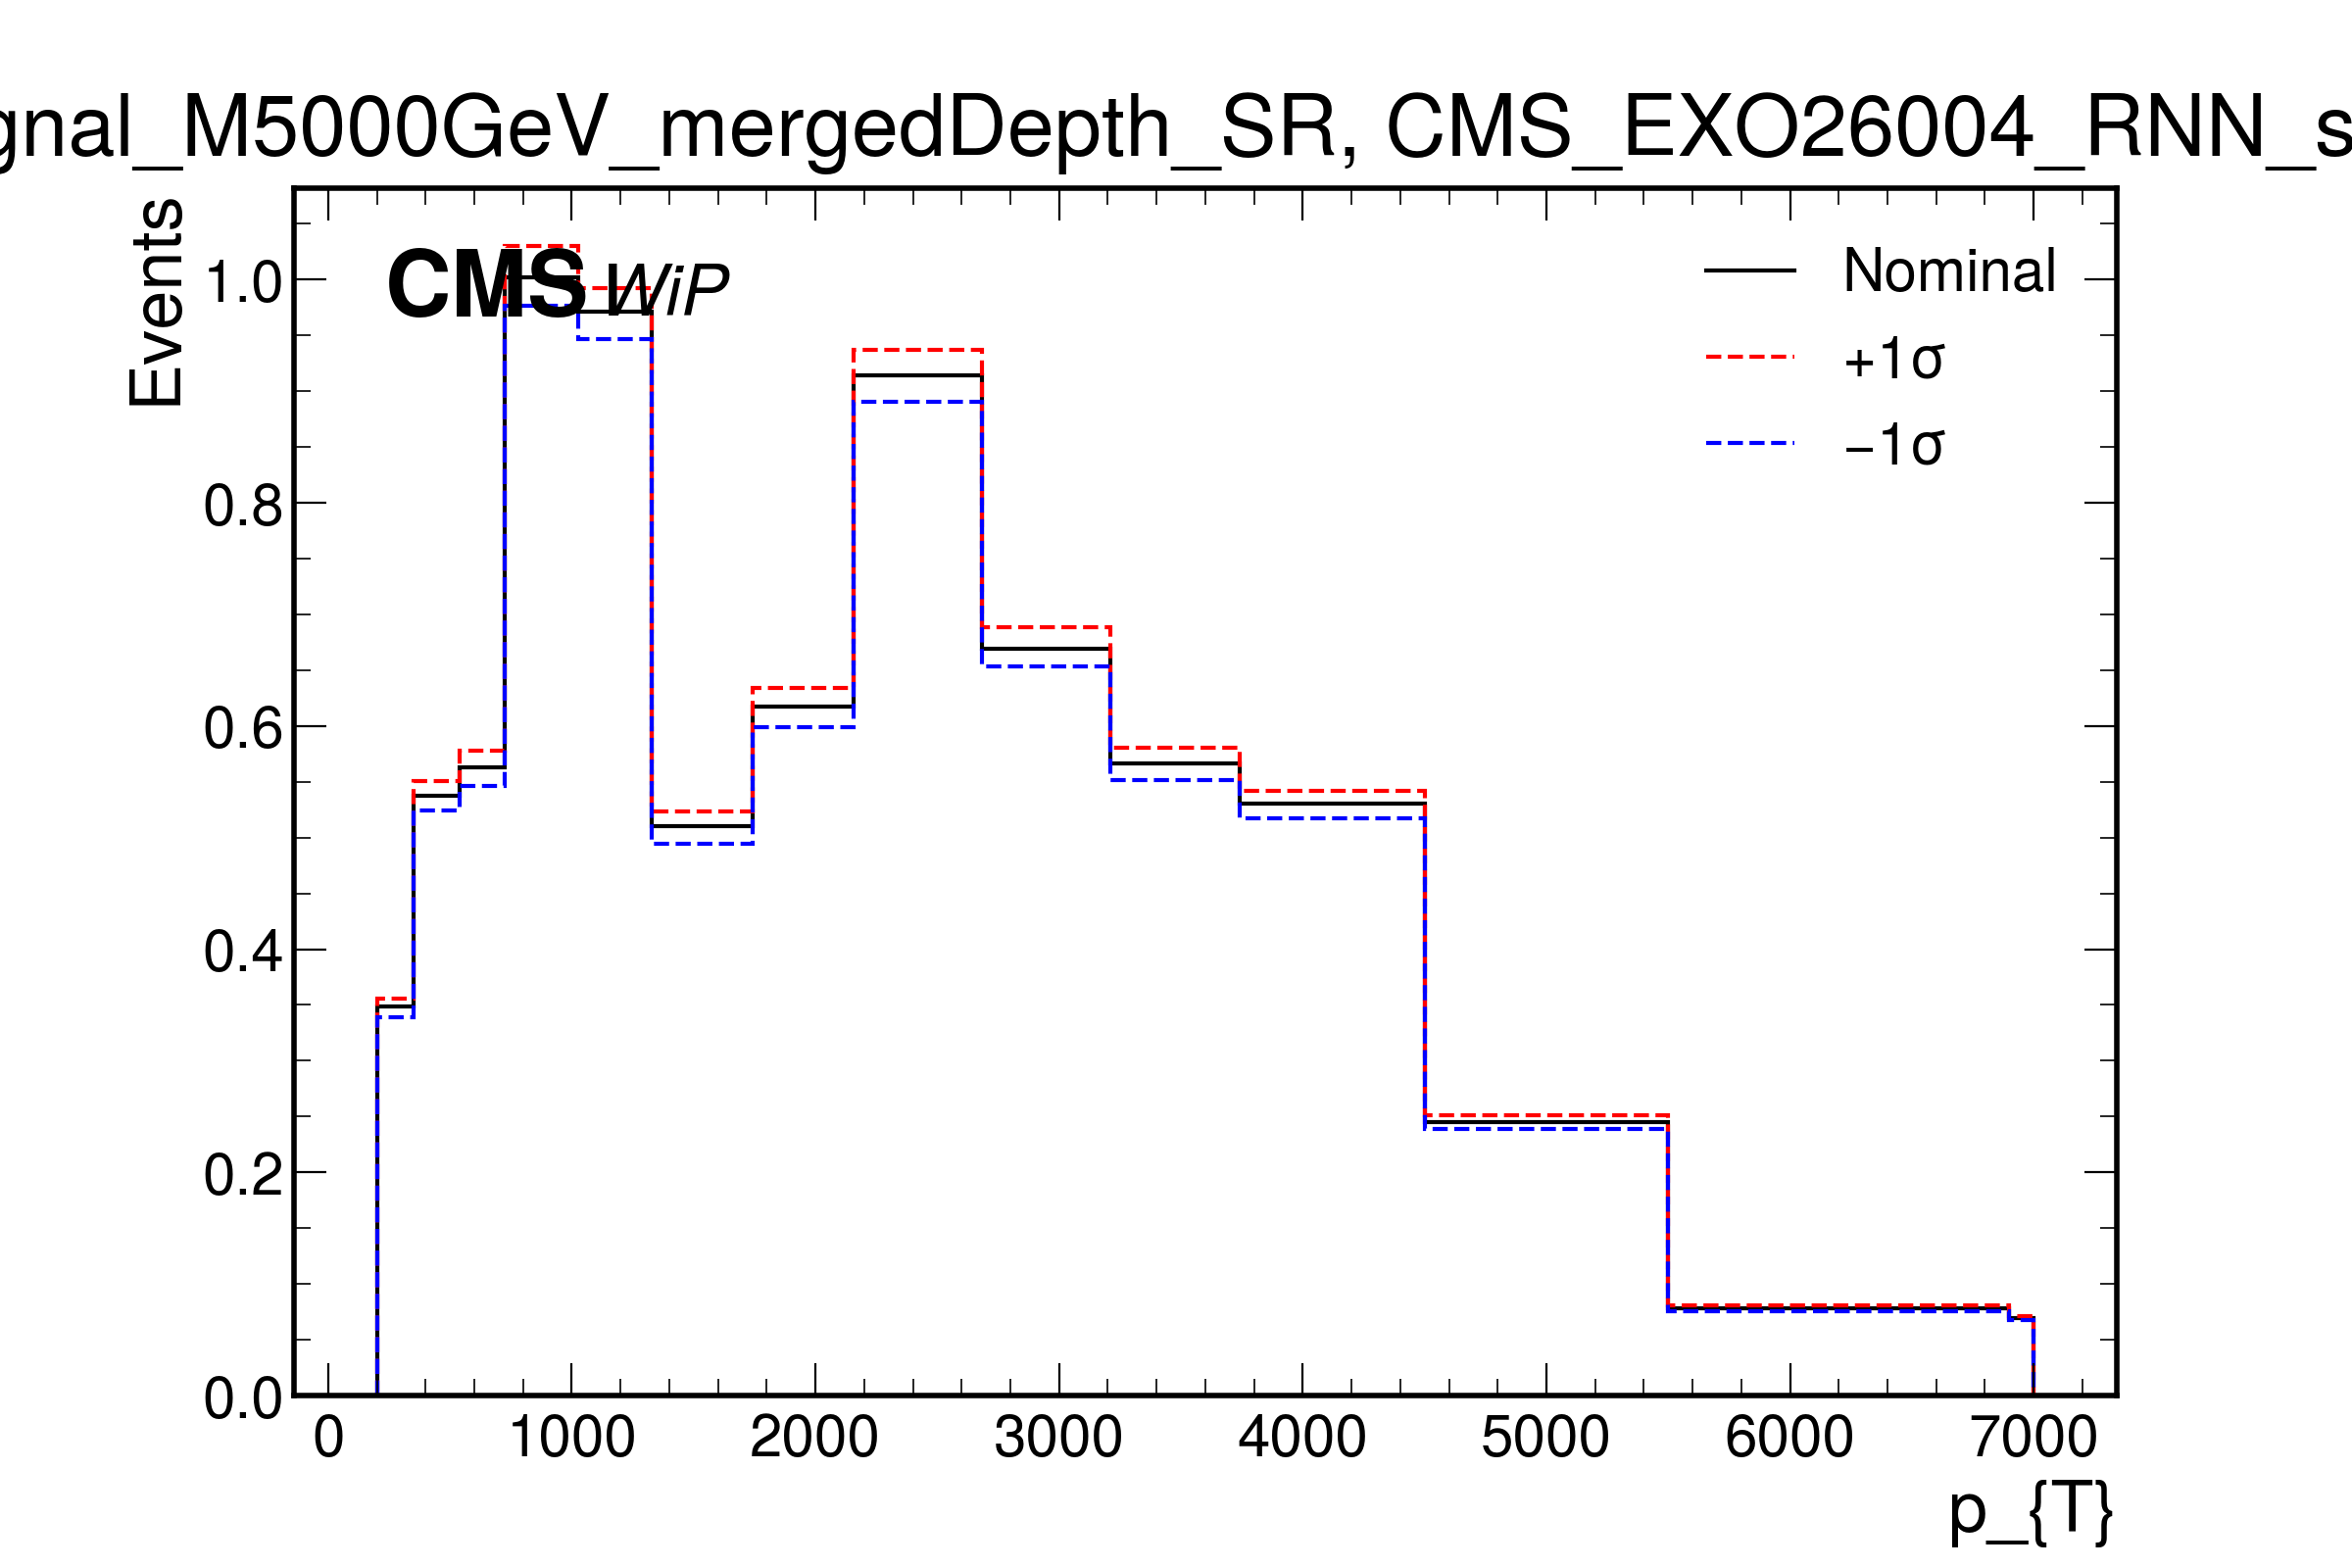 gnal_M5000GeV_mergedDepth_SR, CMS_EXO26004_RNN_s
Events
CMS WiP
Nominal
+1σ
−1σ
1.0
0.8
0.6
0.4
0.2
0.0
0 1000 2000 3000 4000 5000 6000 7000
p_{T}